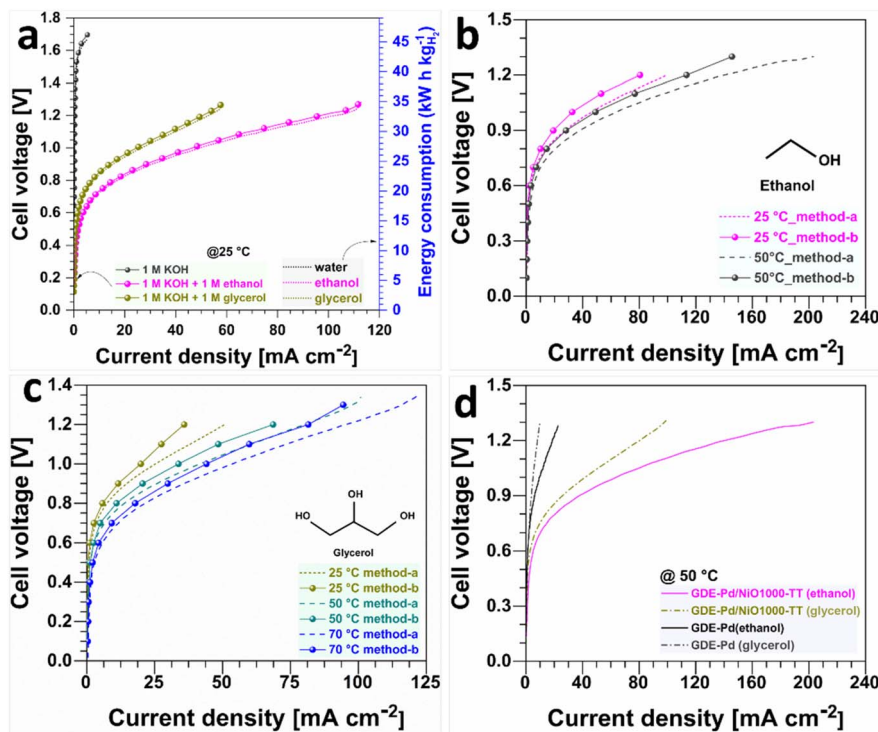 a
Cell voltage [V]
1.8
1.6
1.4
1.2
1.0
0.8
0.6
0.4
0.2
0.0
0 20 40 60 80 100 120
Current density [mA cm⁻²]
45
40
35
30
25
20
15
10
5
0
Energy consumption (kW h kg⁻¹H₂)
@25 °C
1 M KOH
1 M KOH + 1 M ethanol
1 M KOH + 1 M glycerol
water
ethanol
glycerol
b
Cell voltage [V]
1.5
1.2
0.9
0.6
0.3
0.0
0 40 80 120 160 200 240
Current density [mA cm⁻²]
OH
Ethanol
25 °C_method-a
25 °C_method-b
50°C_method-a
50°C_method-b
c
Cell voltage [V]
1.4
1.2
1.0
0.8
0.6
0.4
0.2
0.0
0 25 50 75 100 125
Current density [mA cm⁻²]
OH
HO OH
Glycerol
25 °C method-a
25 °C method-b
50 °C method-a
50 °C method-b
70 °C method-a
70 °C method-b
d
Cell voltage [V]
1.5
1.2
0.9
0.6
0.3
0.0
0 40 80 120 160 200 240
Current density [mA cm⁻²]
@ 50 °C
GDE-Pd/NiO1000-TT (ethanol)
GDE-Pd/NiO1000-TT (glycerol)
GDE-Pd(ethanol)
GDE-Pd (glycerol)